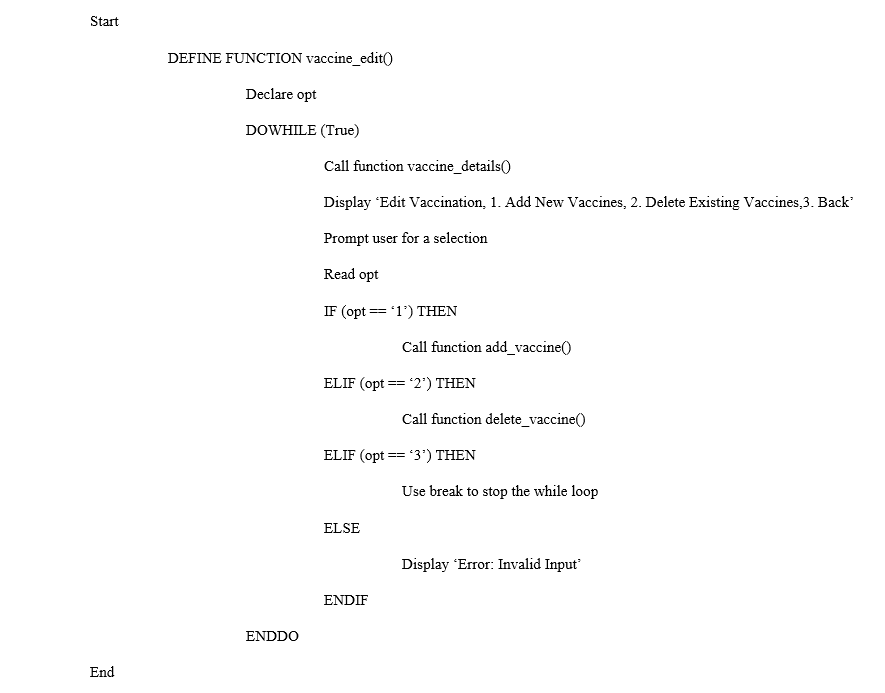 Start
DEFINE FUNCTION vaccine_edit()
Declare opt
DOWHILE (True)
Call function vaccine_details()
Display ‘Edit Vaccination, 1. Add New Vaccines, 2. Delete Existing Vaccines,3. Back’
Prompt user for a selection
Read opt
IF (opt == ‘1’) THEN
Call function add_vaccine()
ELIF (opt == ‘2’) THEN
Call function delete_vaccine()
ELIF (opt == ‘3’) THEN
Use break to stop the while loop
ELSE
Display ‘Error: Invalid Input’
ENDIF
ENDDO
End